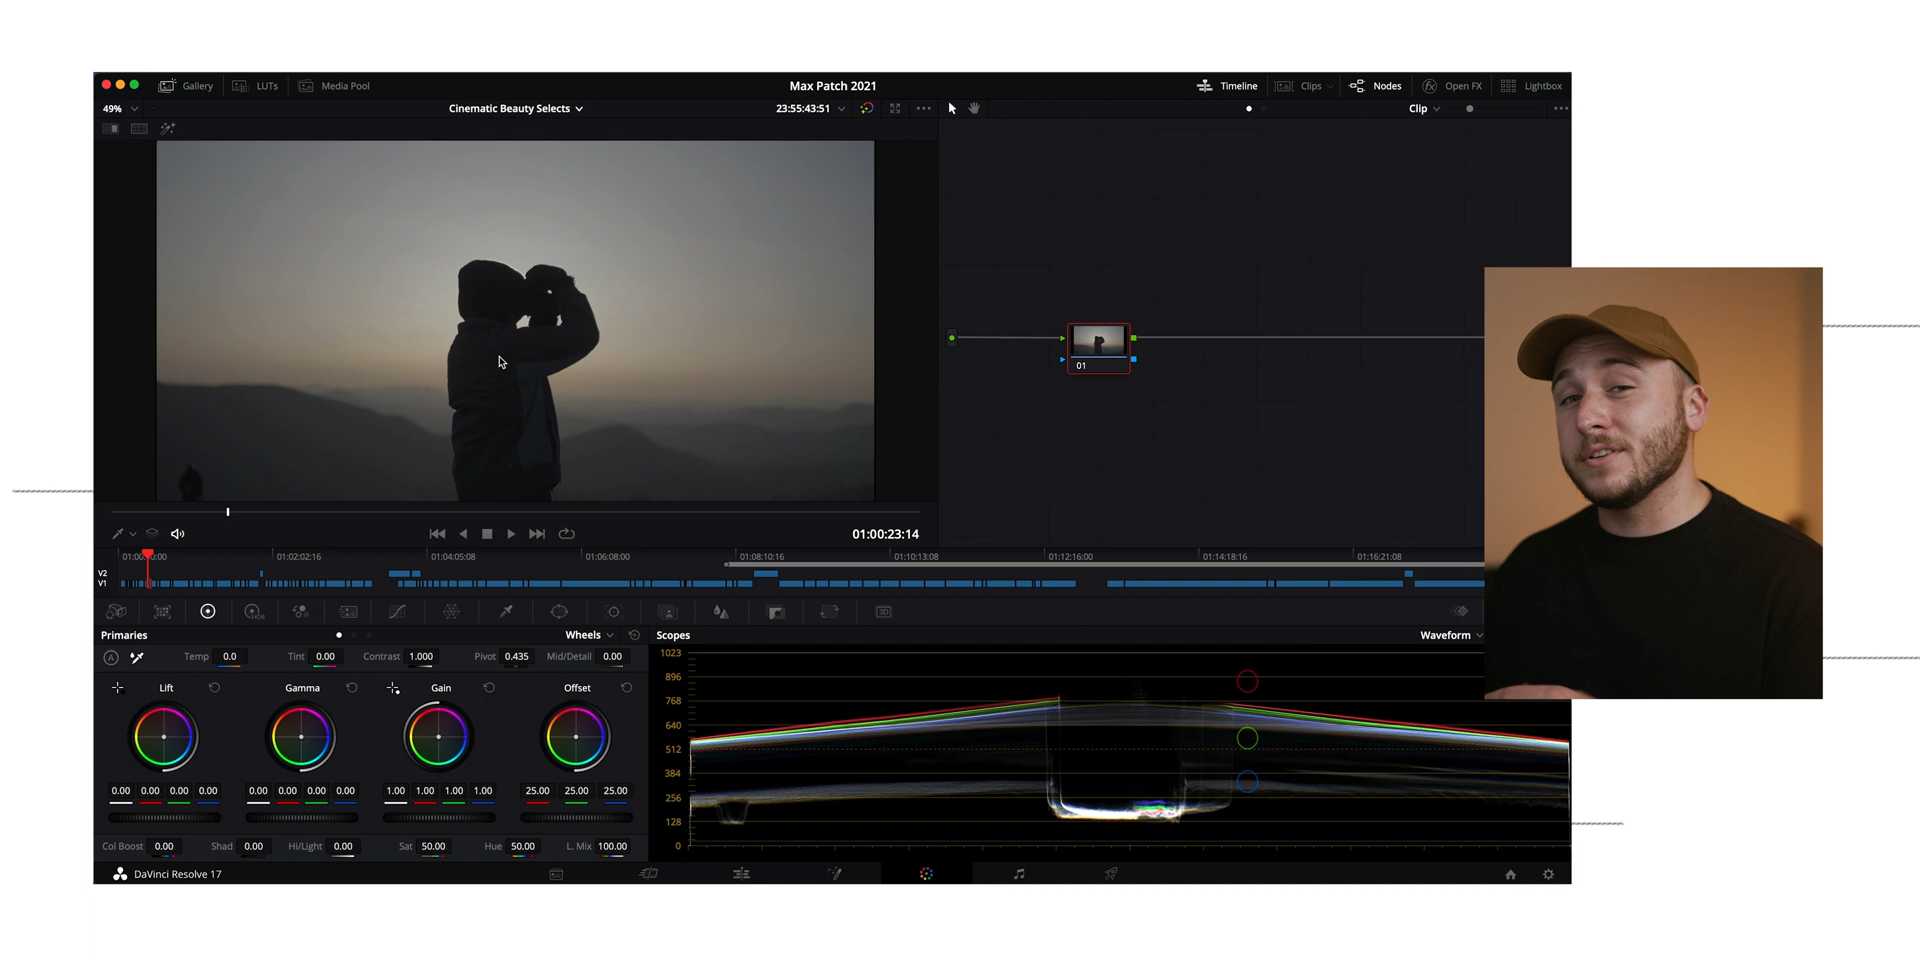 Gallery LUTs Media Pool Max Patch 2021 Timeline Clips Nodes Open FX Lightbox
49% Cinematic Beauty Selects 23:55:43:51 Clip
01
01:00:23:14
01:02:02:16 01:04:05:08 01:06:08:00 01:08:10:16 01:10:13:08 01:12:16:00 01:14:18:16 01:16:21:08
V2
V1
Primaries Wheels Scopes Waveform
A Temp 0.0 Tint 0.00 Contrast 1.000 Pivot 0.435 Mid/Detail 0.00
Lift Gamma Gain Offset
0.00 0.00 0.00 0.00 0.00 0.00 0.00 0.00 1.00 1.00 1.00 1.00 25.00 25.00 25.00
Col Boost 0.00 Shad 0.00 Hi/Light 0.00 Sat 50.00 Hue 50.00 L. Mix 100.00
1023
896
768
640
512
384
256
128
0
DaVinci Resolve 17